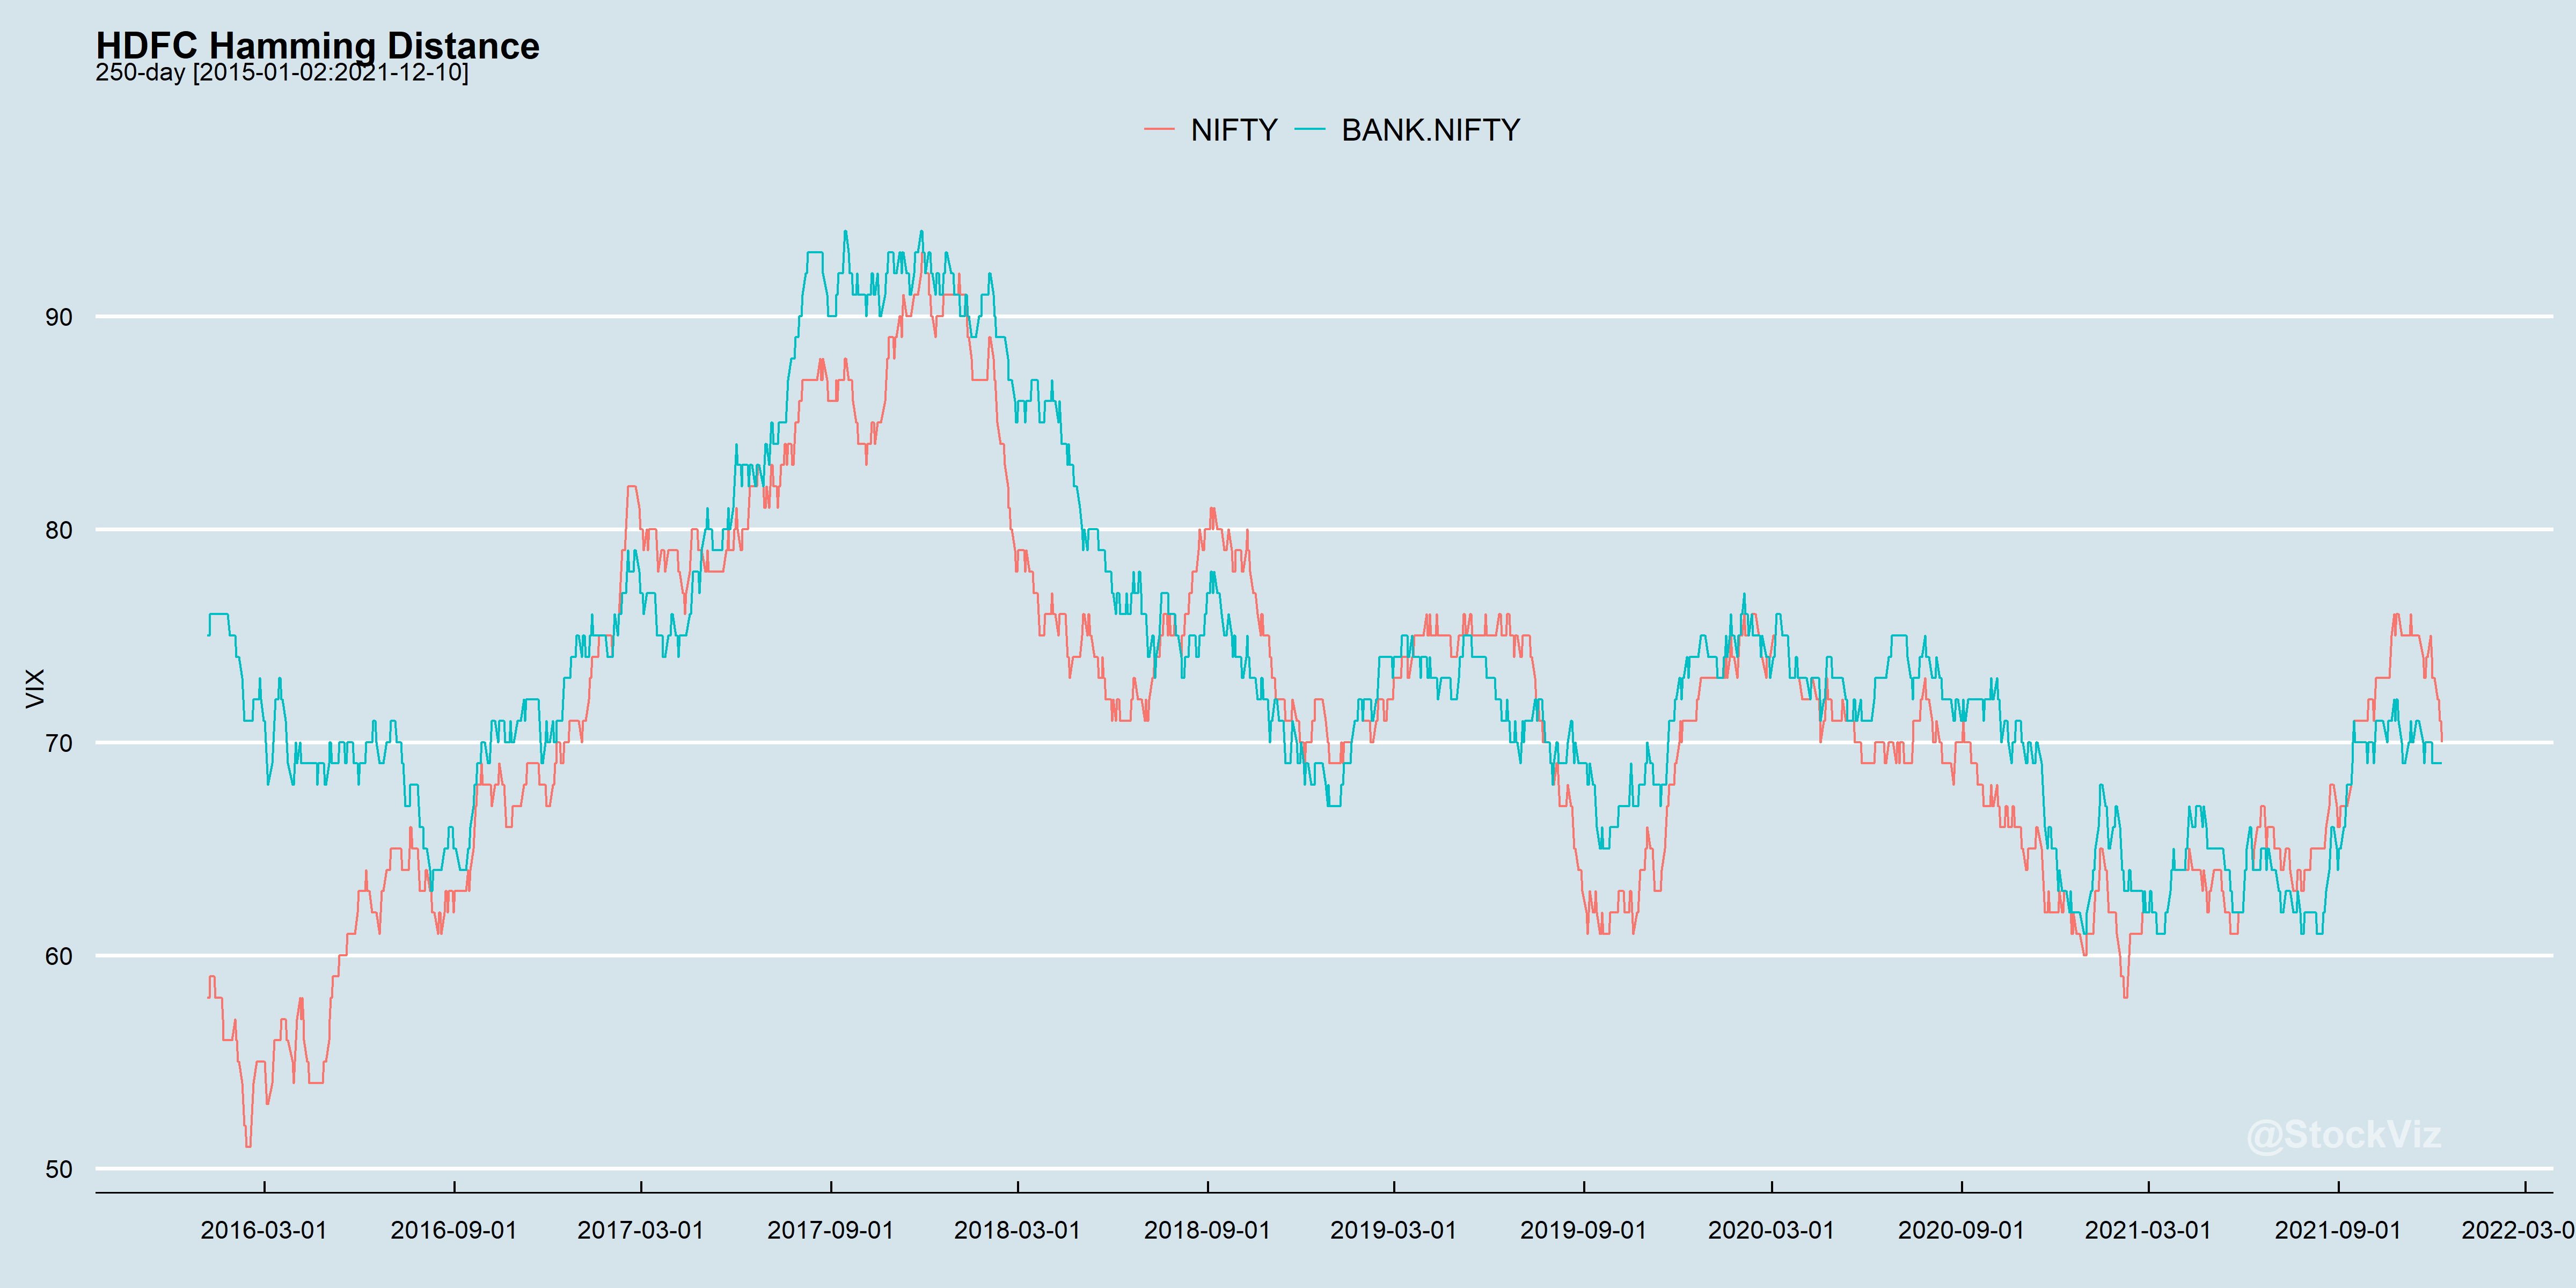 HDFC Hamming Distance
250-day [2015-01-02:2021-12-10]
NIFTY BANK.NIFTY
90
80
VIX
70
60
@StockViz
50
2016-03-01 2016-09-01 2017-03-01 2017-09-01 2018-03-01 2018-09-01 2019-03-01 2019-09-01 2020-03-01 2020-09-01 2021-03-01 2021-09-01 2022-03-0